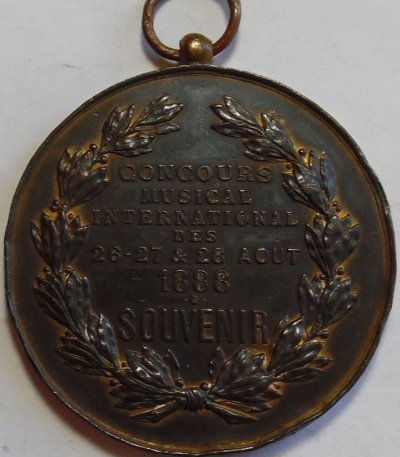 CONCOURS
MUSICAL
INTERNATIONAL
DES
26-27 & 28 AOUT
1888
SOUVENIR